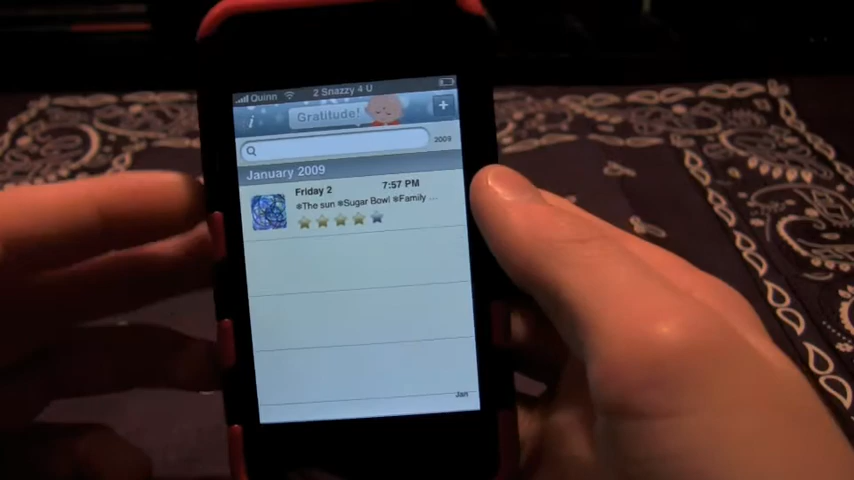 Quinn 2 Snazzy 4 U
Gratitude! +
2009
January 2009
Friday 2 7:57 PM
*The sun *Sugar Bowl *Family ...
Jan